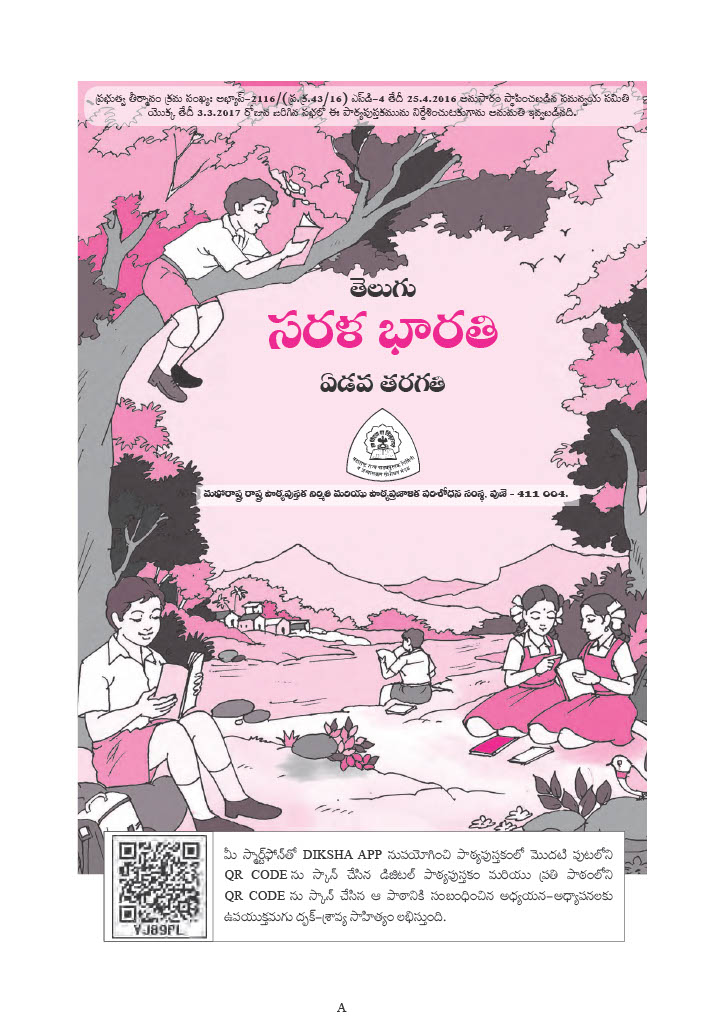 ప్రభుత్వ తీర్మానం క్రమ సంఖ్య: అభ్యాస్-2116/(ప్ర.క్ర.43/16) ఎస్‌డి-4 తేదీ 25.4.2016 అనుసారం స్థాపించబడిన సమన్వయ సమితి
యొక్క తేదీ 3.3.2017 రోజున జరిగిన సభలో ఈ పాఠ్యపుస్తకమును నిర్దేశించుటకుగాను అనుమతి ఇవ్వబడినది.
తెలుగు
సరళ భారతి
ఏడవ తరగతి
మహారాష్ట్ర రాష్ట్ర పాఠ్యపుస్తక నిర్మితి మరియు పాఠ్యప్రణాళిక పరిశోధన సంస్థ, పుణె - 411 004.
మీ స్మార్ట్‌ఫోన్‌తో DIKSHA APP నుపయోగించి పాఠ్యపుస్తకంలో మొదటి పుటలోని
QR CODE ను స్కాన్ చేసిన డిజిటల్ పాఠ్యపుస్తకం మరియు ప్రతి పాఠంలోని
QR CODE ను స్కాన్ చేసిన ఆ పాఠానికి సంబంధించిన అధ్యయన-అధ్యాపనలకు
ఉపయుక్తమగు దృక్-శ్రావ్య సాహిత్యం లభిస్తుంది.
YJ89PL
A